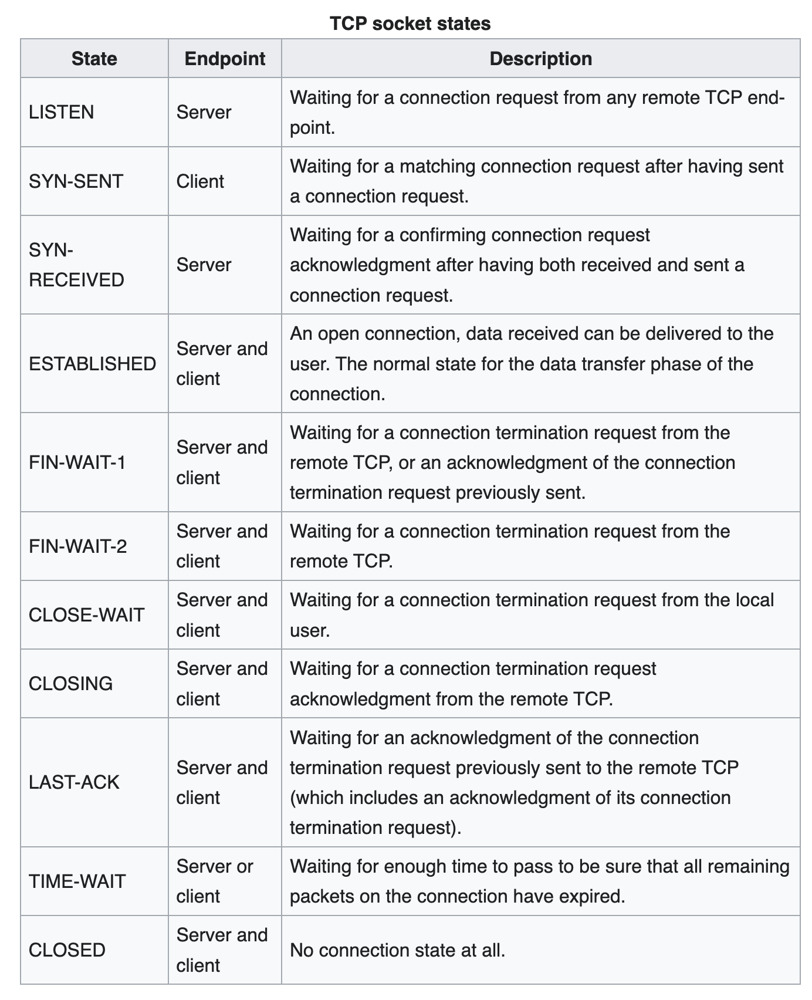 TCP socket states
State Endpoint Description
LISTEN Server Waiting for a connection request from any remote TCP end-
point.
SYN-SENT Client Waiting for a matching connection request after having sent
a connection request.
SYN-
RECEIVED
Server
Waiting for a confirming connection request
acknowledgment after having both received and sent a
connection request.
ESTABLISHED
Server and
client
An open connection, data received can be delivered to the
user. The normal state for the data transfer phase of the
connection.
FIN-WAIT-1
Server and
client
Waiting for a connection termination request from the
remote TCP, or an acknowledgment of the connection
termination request previously sent.
FIN-WAIT-2
Server and
client
Waiting for a connection termination request from the
remote TCP.
CLOSE-WAIT
Server and
client
Waiting for a connection termination request from the local
user.
CLOSING
Server and
client
Waiting for a connection termination request
acknowledgment from the remote TCP.
LAST-ACK
Server and
client
Waiting for an acknowledgment of the connection
termination request previously sent to the remote TCP
(which includes an acknowledgment of its connection
termination request).
TIME-WAIT
Server or
client
Waiting for enough time to pass to be sure that all remaining
packets on the connection have expired.
CLOSED
Server and
client
No connection state at all.